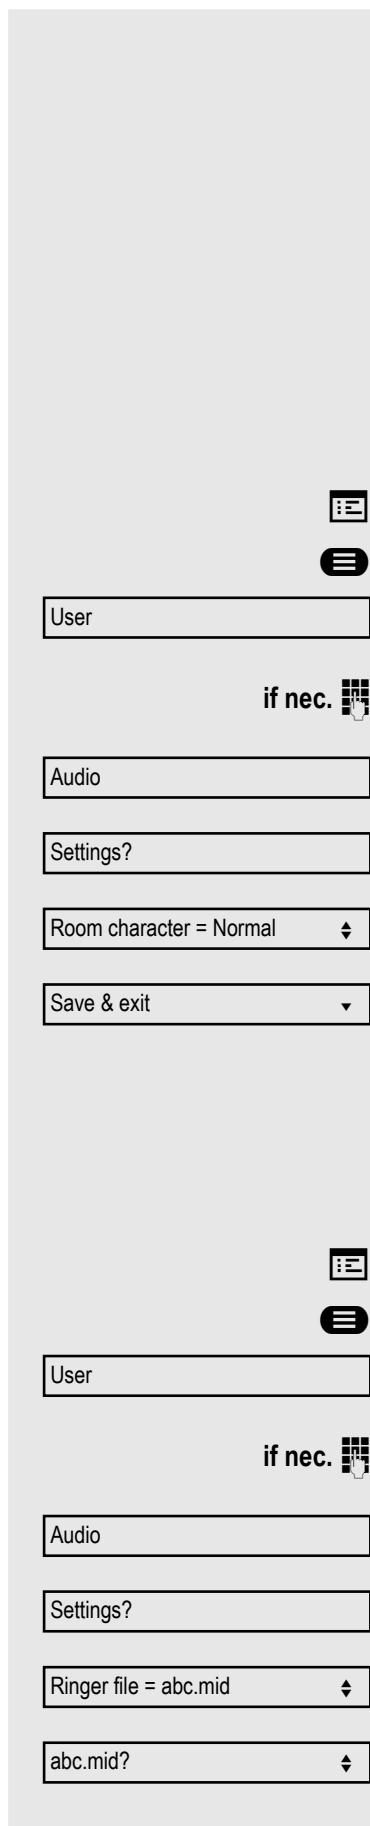 User
if nec.
Audio
Settings?
Room character = Normal
Save & exit
User
if nec.
Audio
Settings?
Ringer file = abc.mid
abc.mid?